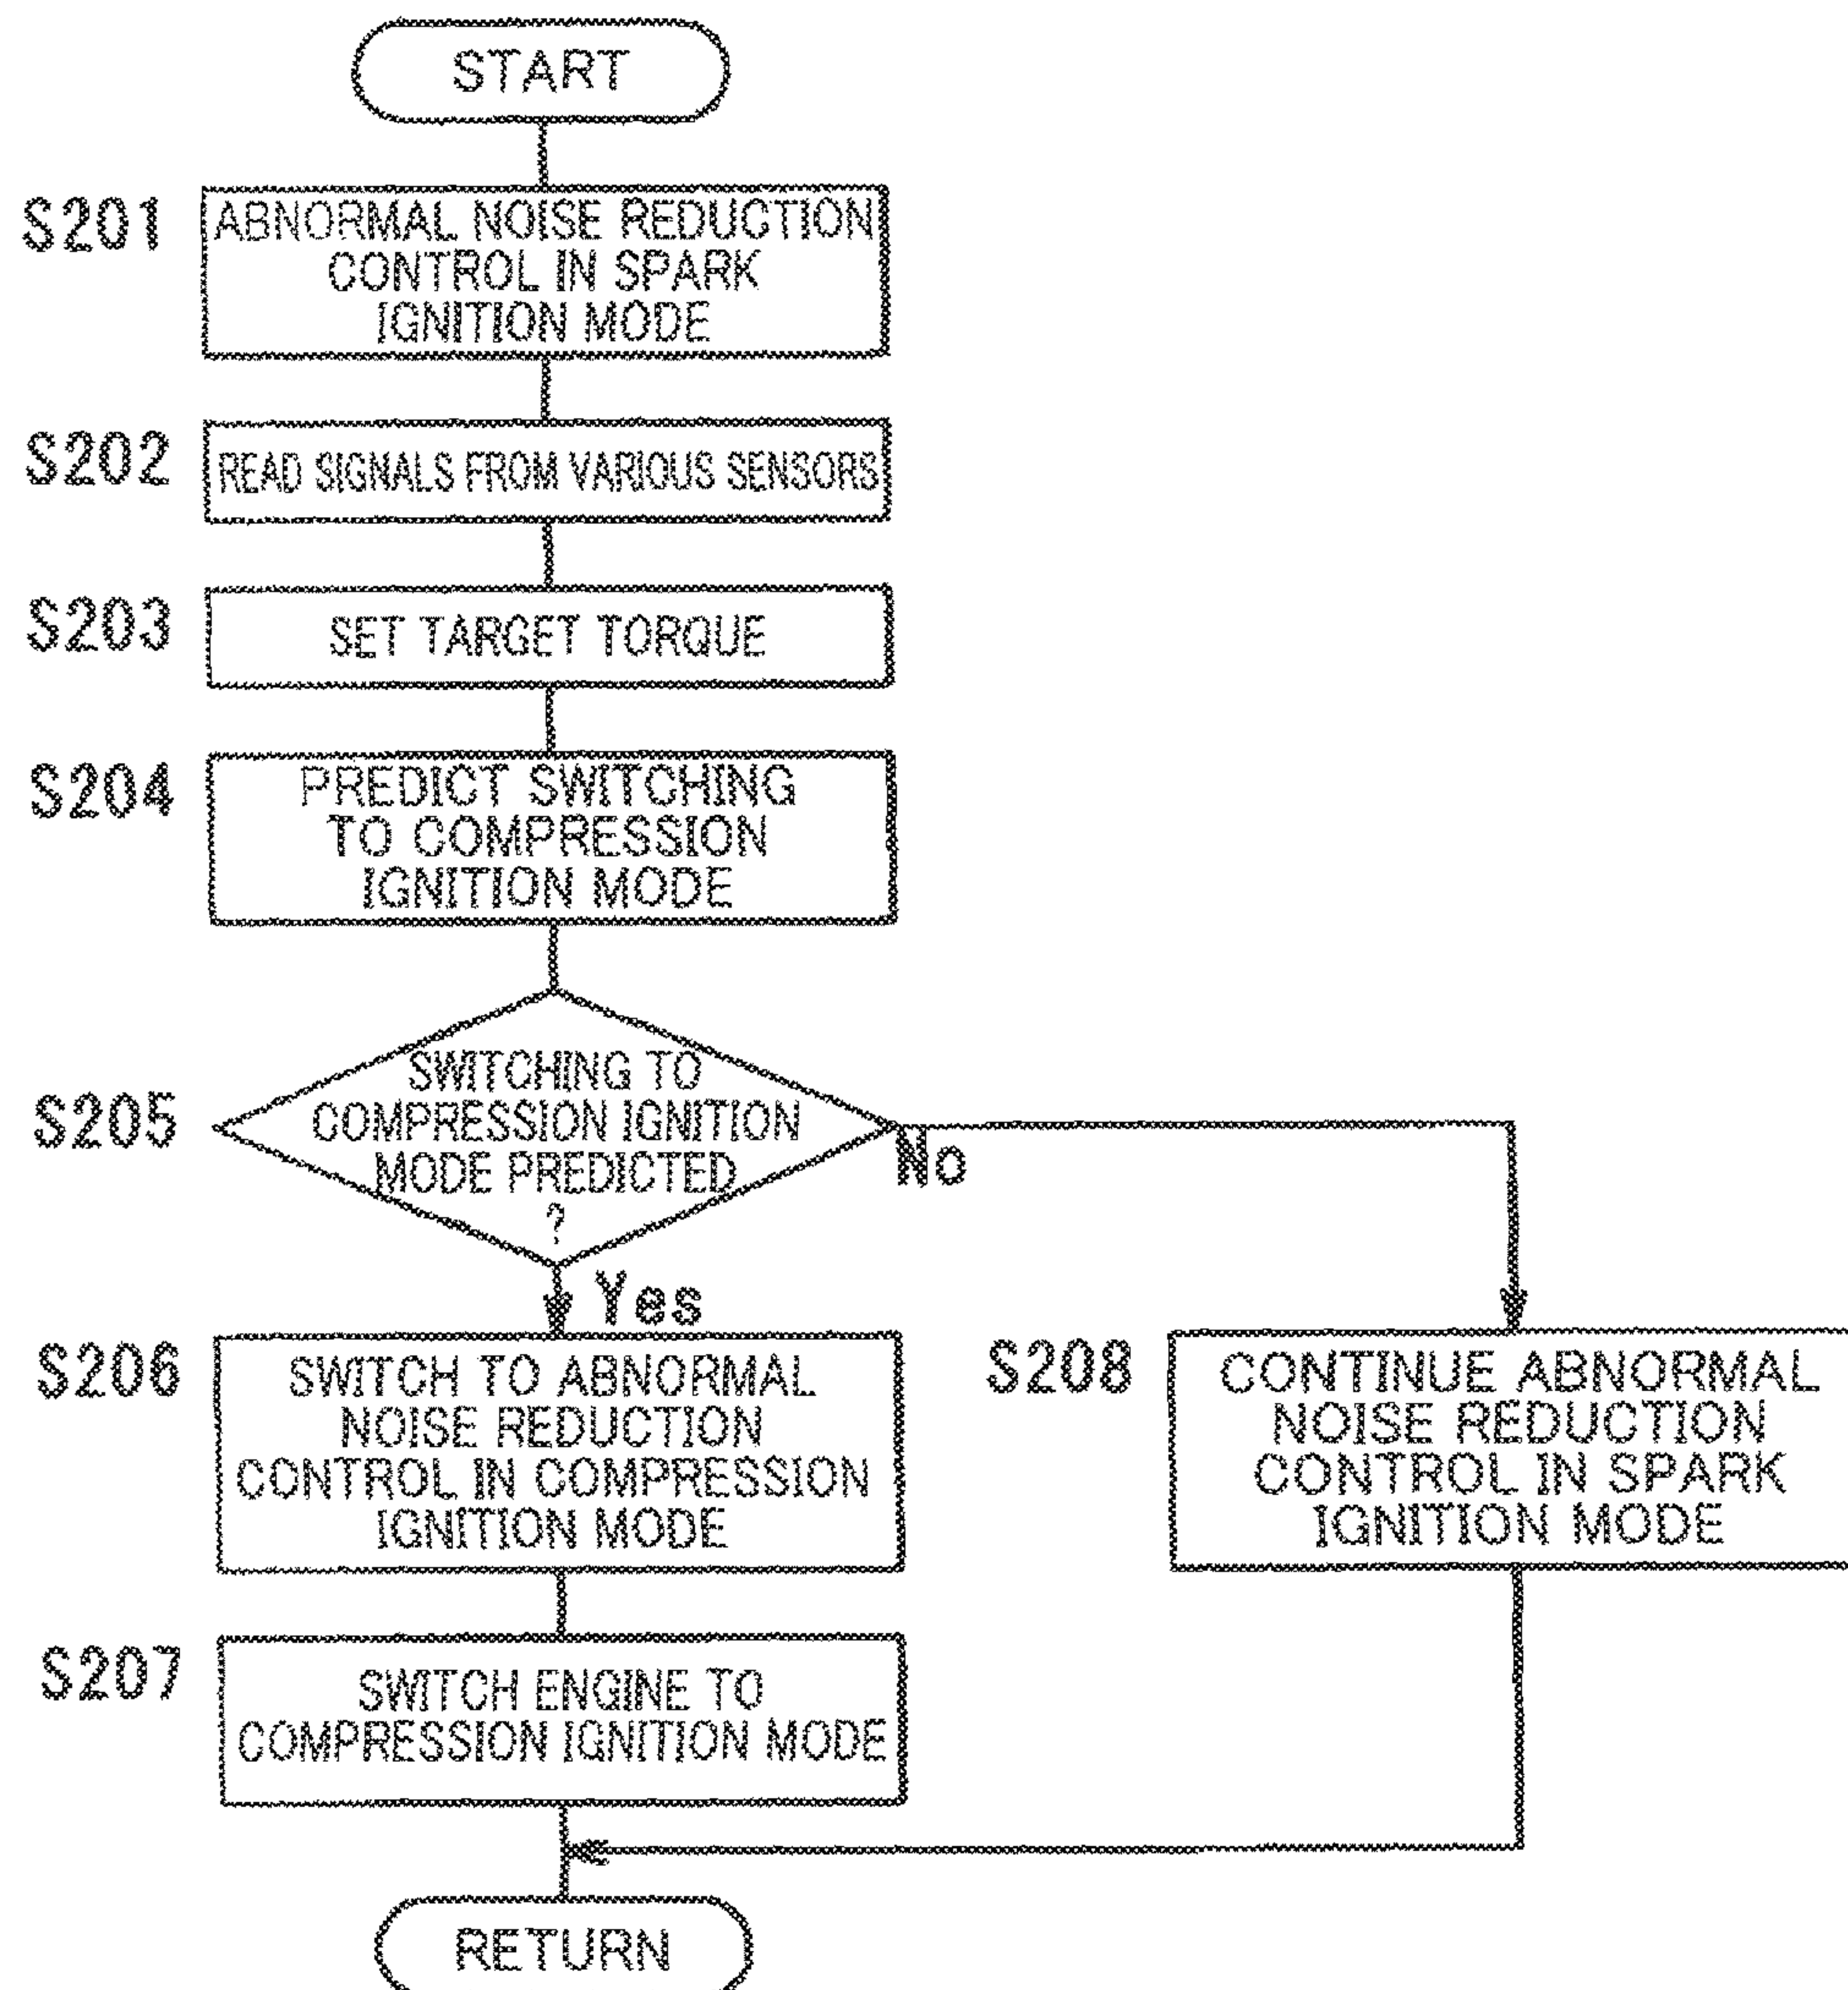 START
S201
ABNORMAL NOISE REDUCTION
CONTROL IN SPARK
IGNITION MODE
S202
READ SIGNALS FROM VARIOUS SENSORS
S203
SET TARGET TORQUE
S204
PREDICT SWITCHING
TO COMPRESSION
IGNITION MODE
S205
SWITCHING TO
COMPRESSION IGNITION
MODE PREDICTED
?
No
Yes
S206
SWITCH TO ABNORMAL
NOISE REDUCTION
CONTROL IN COMPRESSION
IGNITION MODE
S208
CONTINUE ABNORMAL
NOISE REDUCTION
CONTROL IN SPARK
IGNITION MODE
S207
SWITCH ENGINE TO
COMPRESSION IGNITION MODE
RETURN